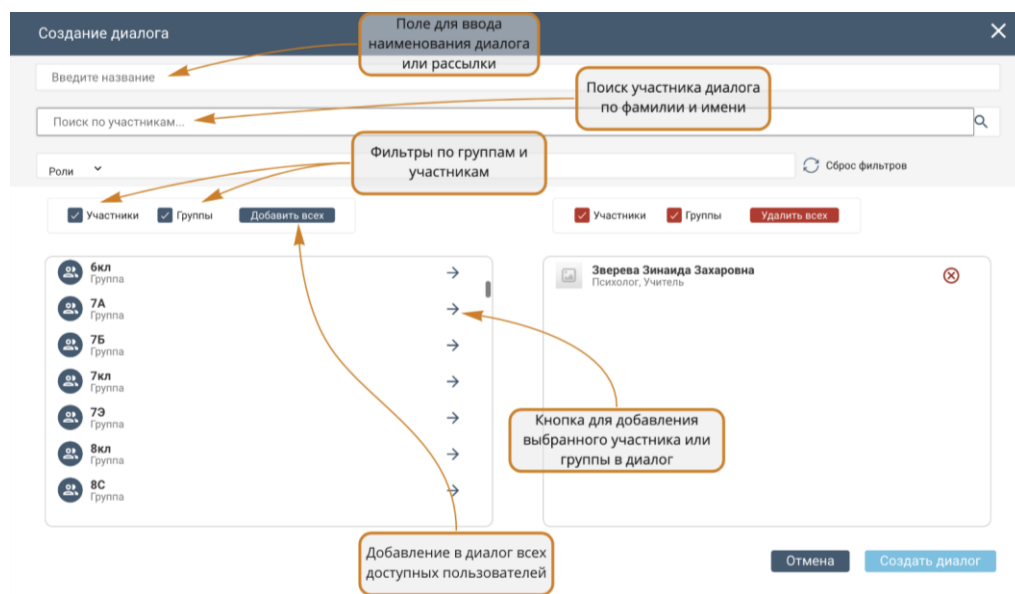 Создание диалога
Поле для ввода
наименования диалога
или рассылки
Введите название
Поиск участника диалога
по фамилии и имени
Поиск по участникам...
Фильтры по группам и
участникам
Роли
Сброс фильтров
Участники
Группы
Добавить всех
Участники
Группы
Удалить всех
6кл
Группа
7А
Группа
7Б
Группа
7кл
Группа
7Э
Группа
8кл
Группа
8С
Группа
Зверева Зинаида Захаровна
Психолог, Учитель
Кнопка для добавления
выбранного участника или
группы в диалог
Добавление в диалог всех
доступных пользователей
Отмена
Создать диалог